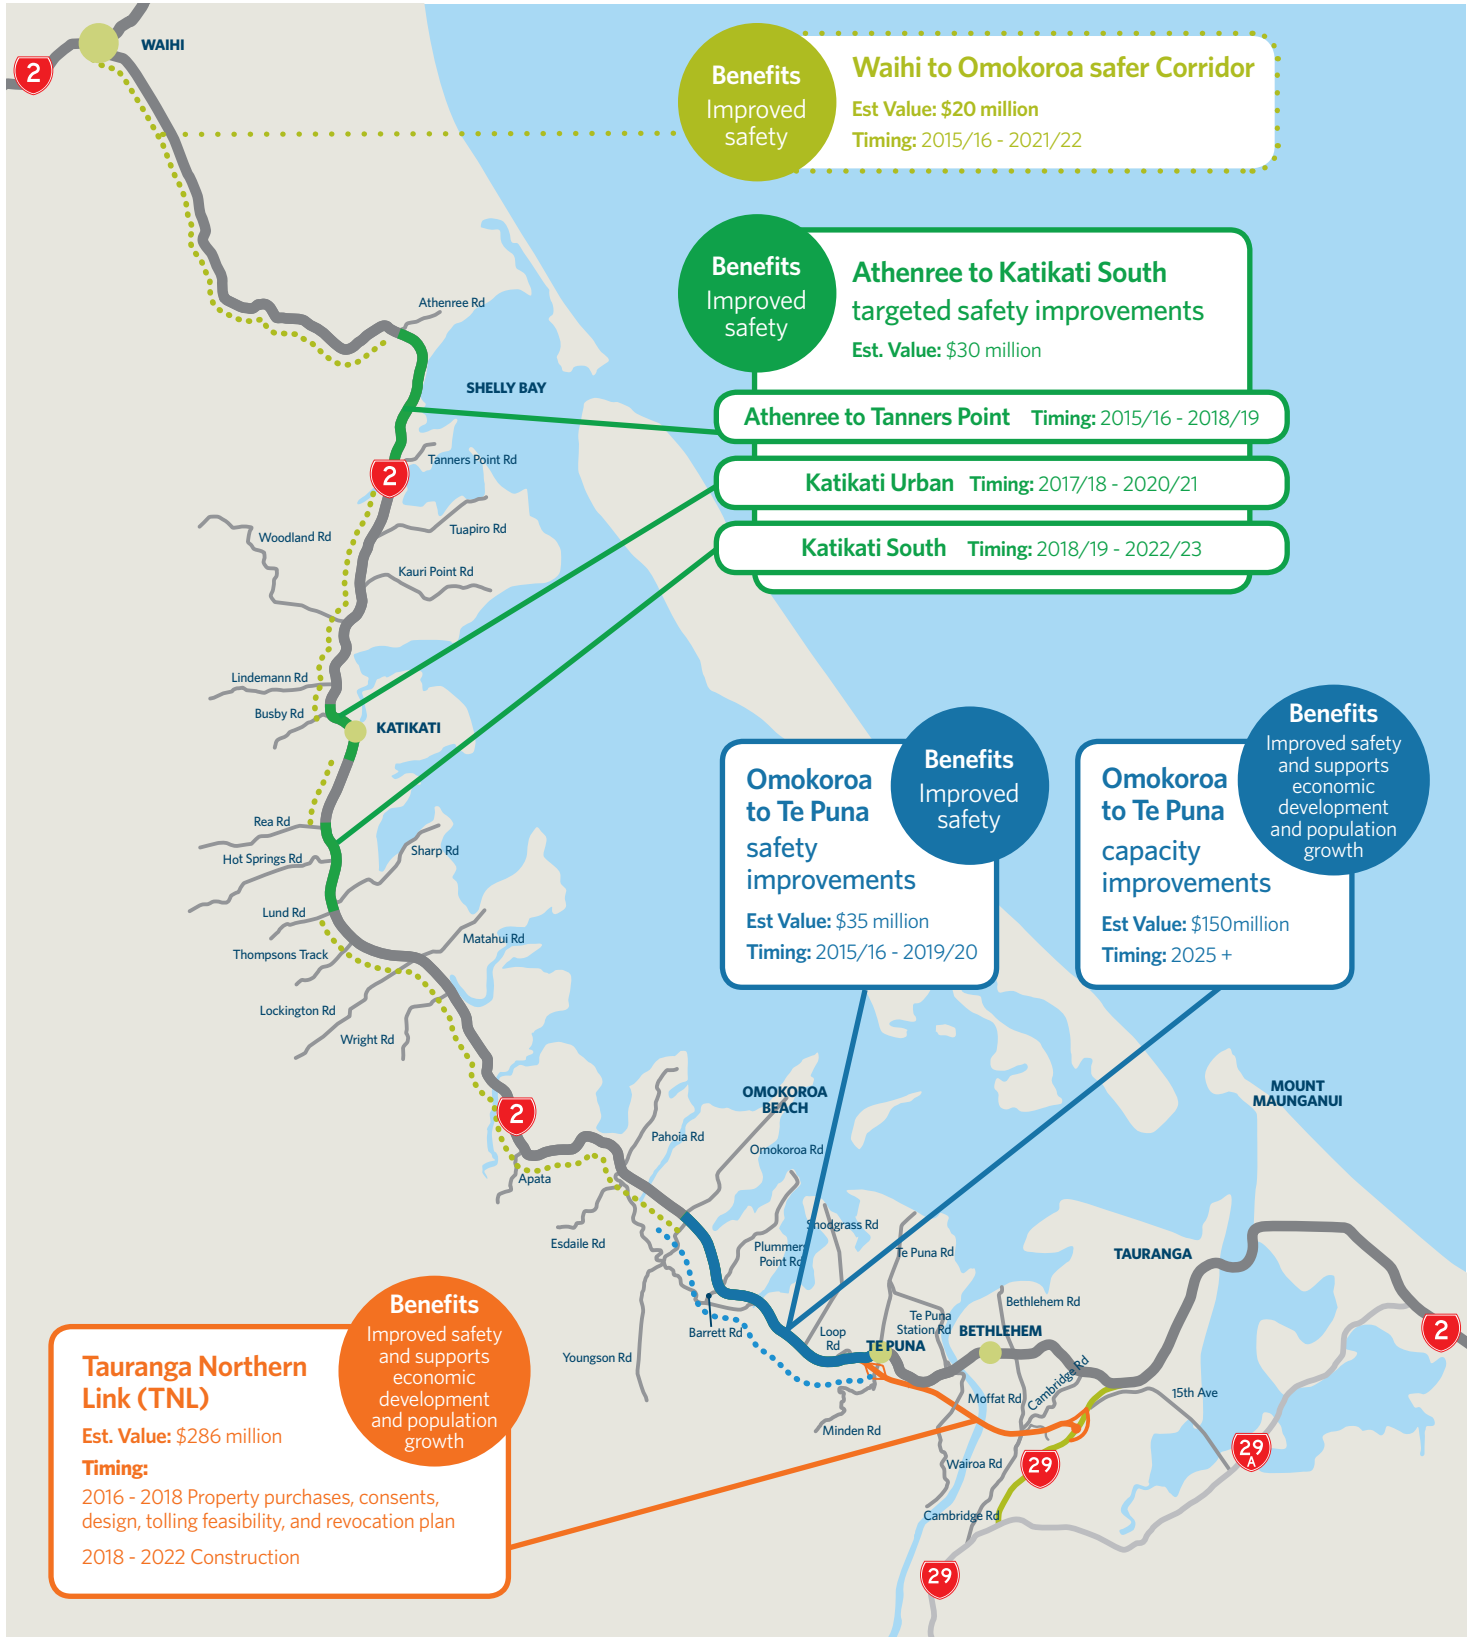 WAIHI
2
Benefits
Improved
safety
Waihi to Omokoroa safer Corridor
Est Value: $20 million
Timing: 2015/16 - 2021/22
Benefits
Improved
safety
Athenree to Katikati South
targeted safety improvements
Est. Value: $30 million
Athenree to Tanners Point Timing: 2015/16 - 2018/19
Katikati Urban Timing: 2017/18 - 2020/21
Katikati South Timing: 2018/19 - 2022/23
Athenree Rd
SHELLY BAY
Tanners Point Rd
2
Tuapiro Rd
Woodland Rd
Kauri Point Rd
Lindemann Rd
Busby Rd
KATIKATI
Rea Rd
Hot Springs Rd
Sharp Rd
Lund Rd
Matahui Rd
Thompsons Track
Lockington Rd
Wright Rd
2
Apata
Omokoroa
to Te Puna
safety
improvements
Est Value: $35 million
Timing: 2015/16 - 2019/20
Benefits
Improved
safety
Omokoroa
to Te Puna
capacity
improvements
Est Value: $150million
Timing: 2025 +
Benefits
Improved safety
and supports
economic
development
and population
growth
OMOKOROA
BEACH
MOUNT
MAUNGANUI
Pahoia Rd
Omokoroa Rd
Esdaile Rd
Snodgrass Rd
Plummer
Point Rd
Te Puna Rd
TAURANGA
Bethlehem Rd
Te Puna
Station Rd
BETHLEHEM
Barrett Rd
Loop
Rd
TE PUNA
Youngson Rd
2
Cambridge Rd
Moffat Rd
15th Ave
Minden Rd
Wairoa Rd
29
29
A
Cambridge Rd
29
Benefits
Improved safety
and supports
economic
development
and population
growth
Tauranga Northern
Link (TNL)
Est. Value: $286 million
Timing:
2016 - 2018 Property purchases, consents,
design, tolling feasibility, and revocation plan
2018 - 2022 Construction